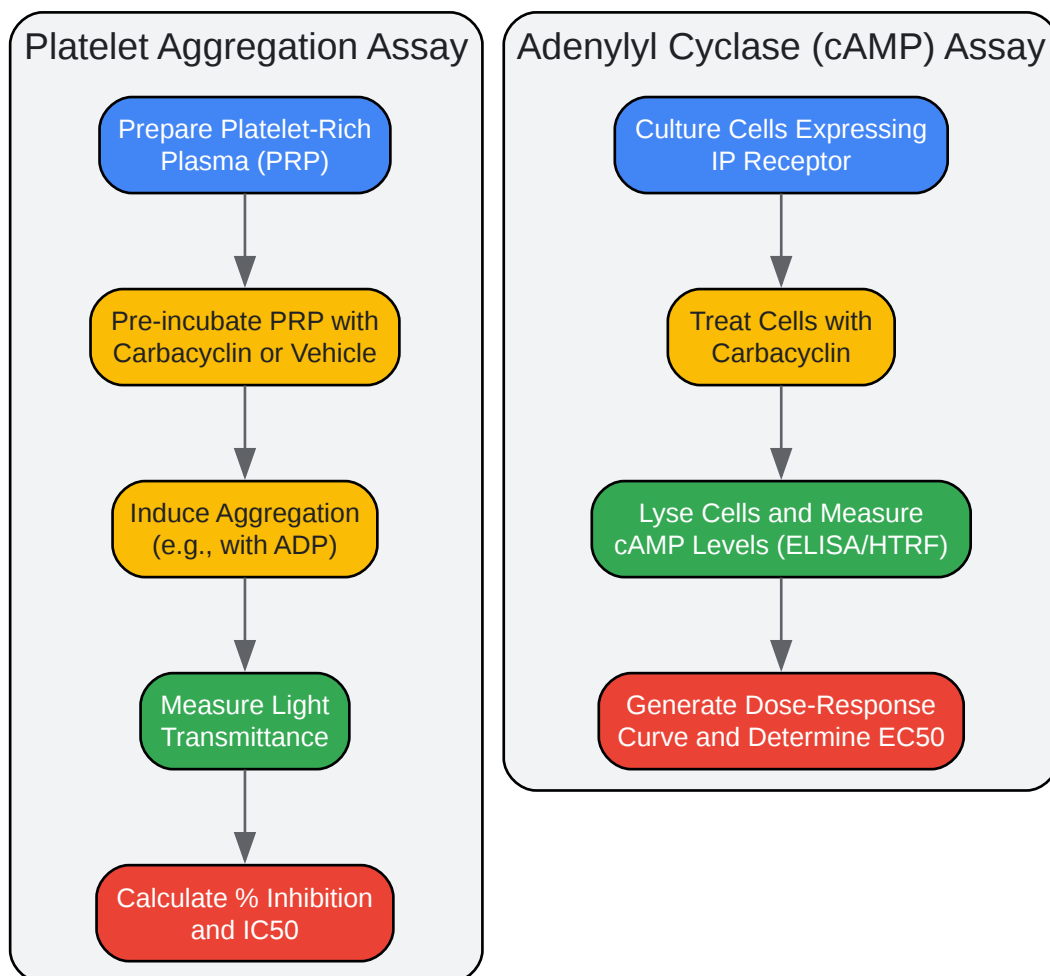 Platelet Aggregation Assay
Prepare Platelet-Rich
Plasma (PRP)
Pre-incubate PRP with
Carbacyclin or Vehicle
Induce Aggregation
(e.g., with ADP)
Measure Light
Transmittance
Calculate % Inhibition
and IC50
Adenylyl Cyclase (cAMP) Assay
Culture Cells Expressing
IP Receptor
Treat Cells with
Carbacyclin
Lyse Cells and Measure
cAMP Levels (ELISA/HTRF)
Generate Dose-Response
Curve and Determine EC50